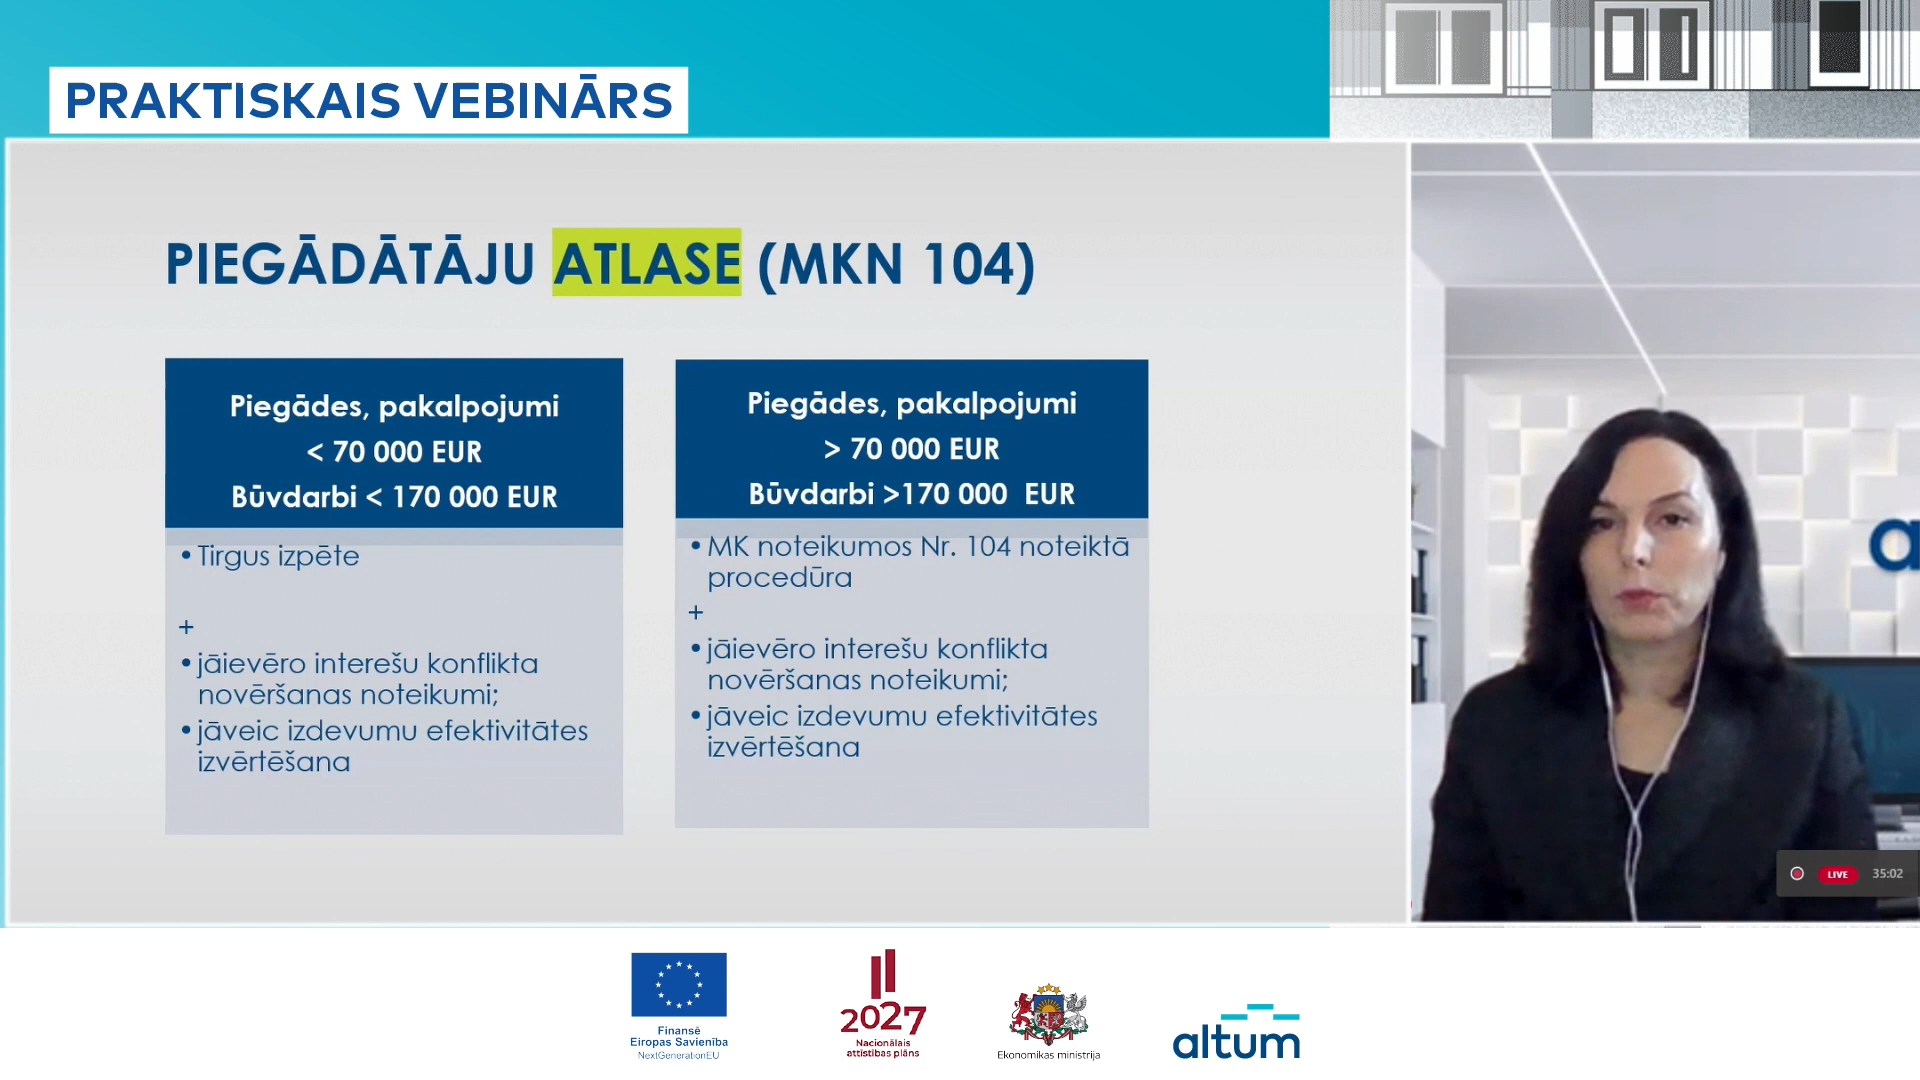 PRAKTISKAIS VEBINĀRS
PIEGĀDĀTĀJU ATLASE (MKN 104)
Piegādes, pakalpojumi
< 70 000 EUR
Būvdarbi < 170 000 EUR
• Tirgus izpēte
+
• jāievēro interešu konflikta
novēršanas noteikumi;
• jāveic izdevumu efektivitātes
izvērtēšana
Piegādes, pakalpojumi
> 70 000 EUR
Būvdarbi >170 000 EUR
• MK noteikumos Nr. 104 noteiktā
procedūra
+
• jāievēro interešu konflikta
novēršanas noteikumi;
• jāveic izdevumu efektivitātes
izvērtēšana
a
LIVE 35:02
Finansē
Eiropas Savienība
NextGenerationEU
2027
Nacionālais
attīstības plāns
Ekonomikas ministrija
altum